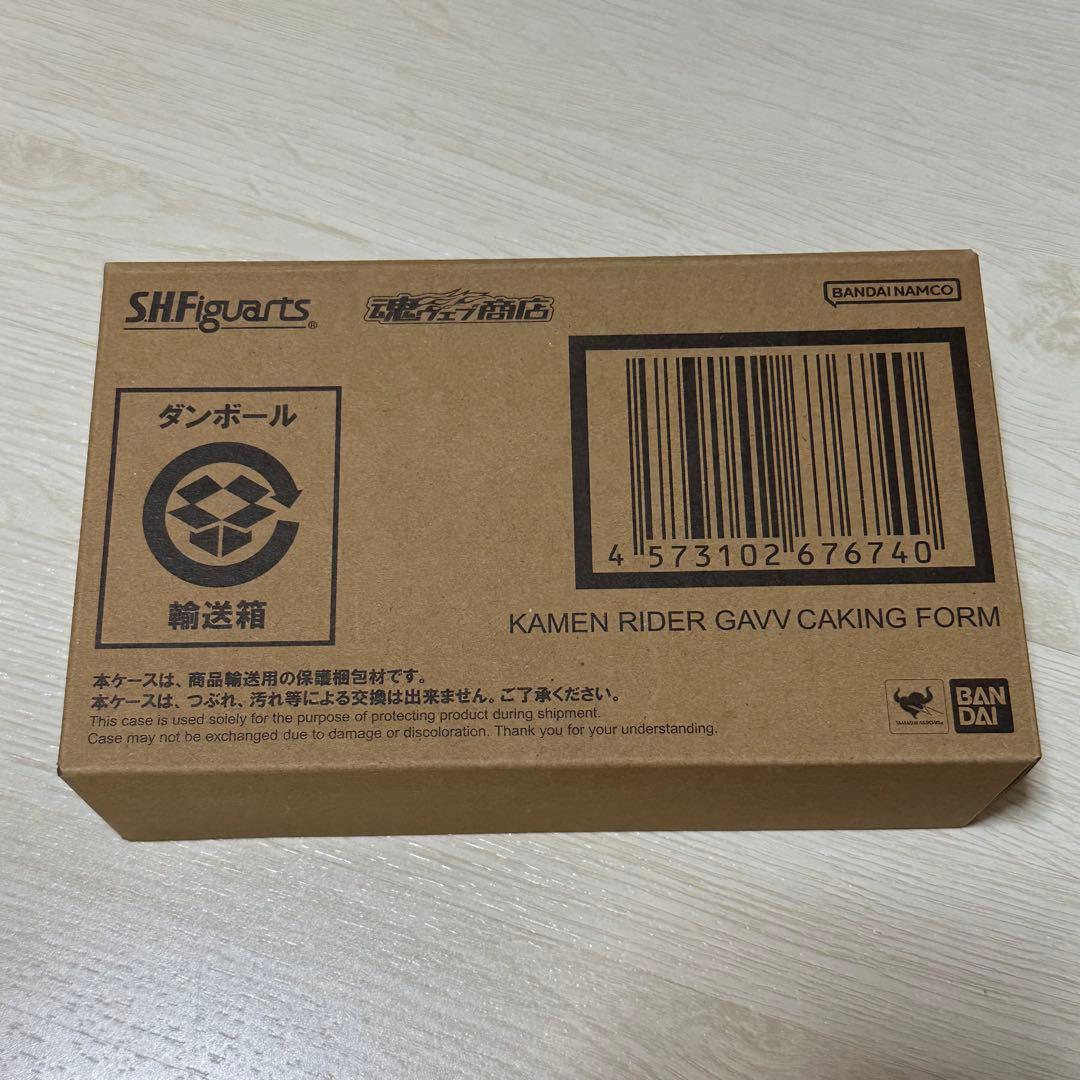 S.H.Figuarts®
魂ウェブ商店
BANDAI NAMCO
ダンボール
輸送箱
4 573102 676740
KAMEN RIDER GAVV CAKING FORM
本ケースは、商品輸送用の保護梱包材です。
本ケースは、つぶれ、汚れ等による交換は出来ません。ご了承ください。
This case is used solely for the purpose of protecting product during shipment.
Case may not be exchanged due to damage or discoloration. Thank you for your understanding.
TAMASHII NATIONS
BAN
DAI